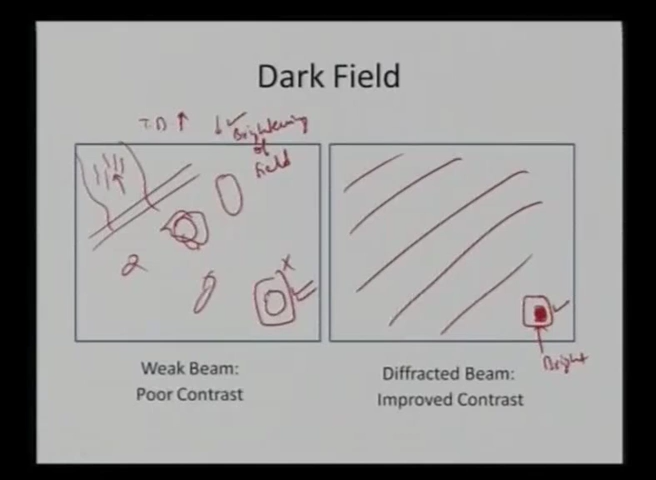 Dark Field
T.D ↑
Brightening
of
Field
x
Bright
Weak Beam:
Poor Contrast
Diffracted Beam:
Improved Contrast